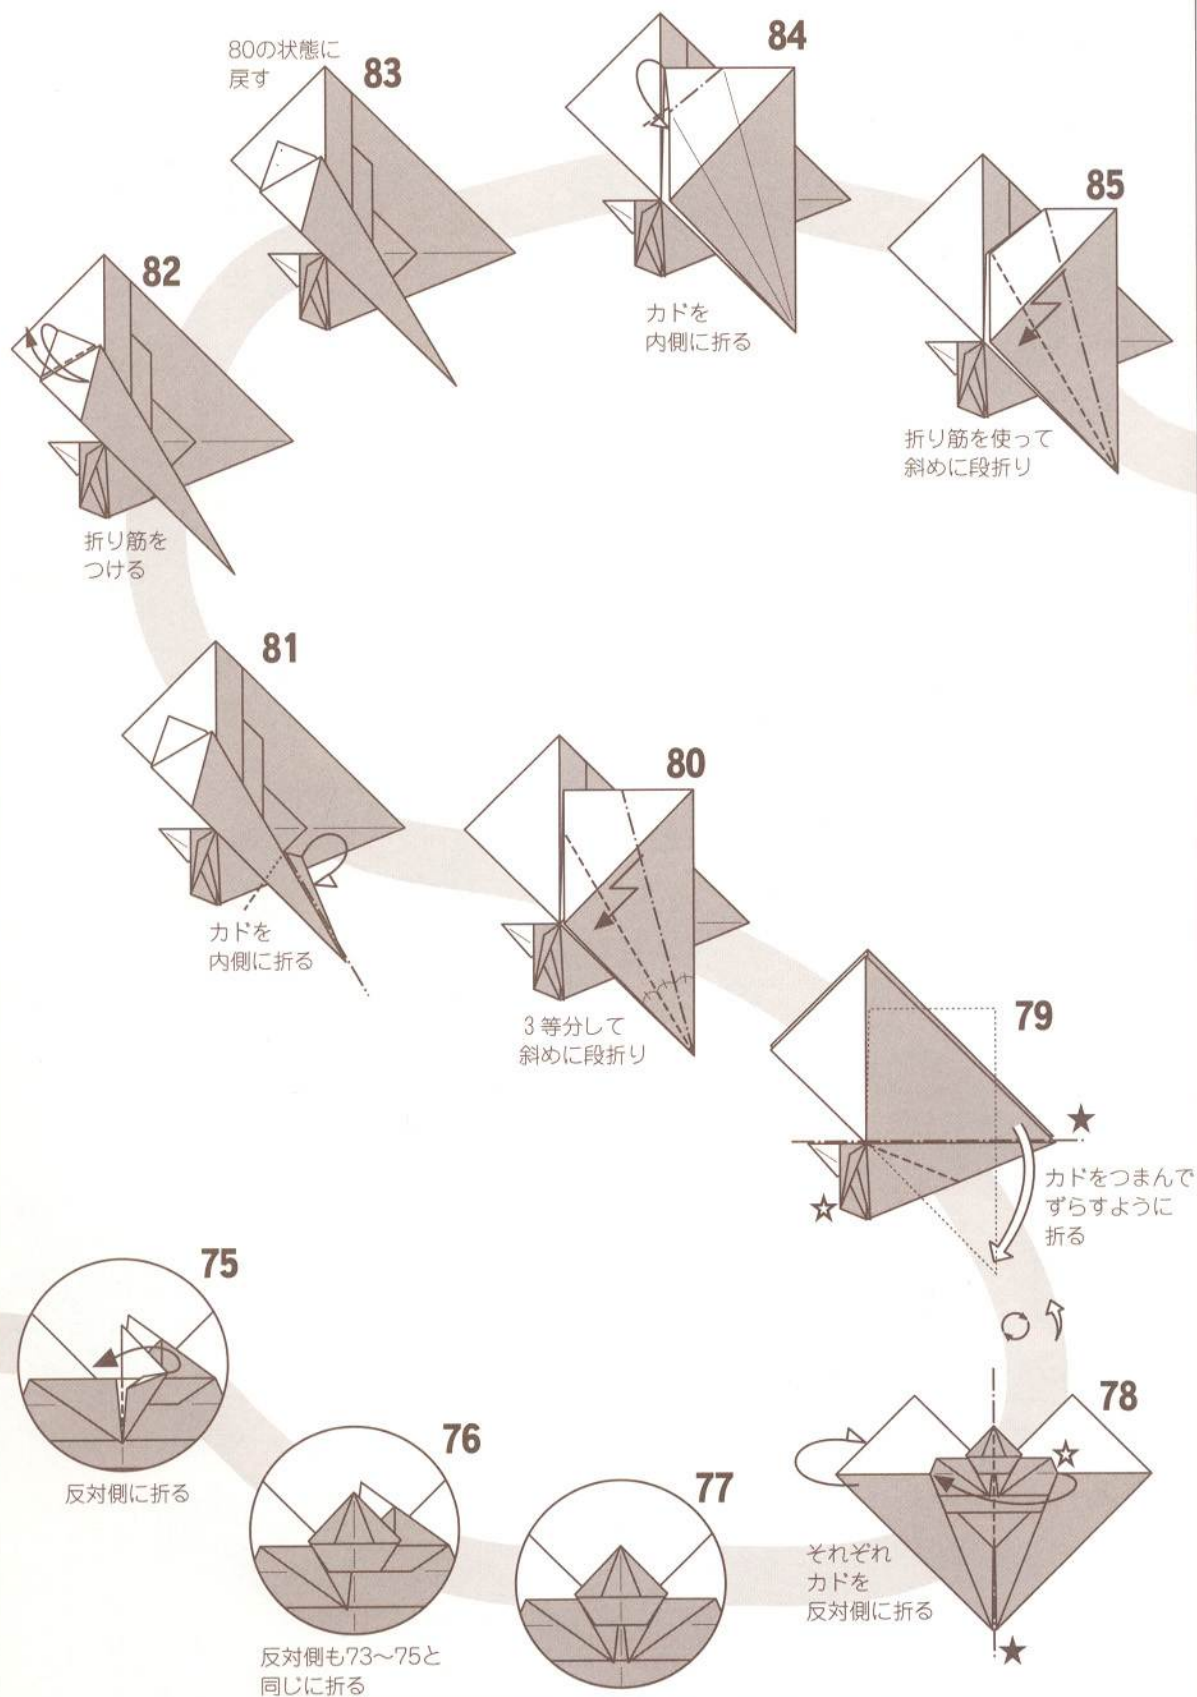 75
反対側に折る
76
反対側も73〜75と
同じに折る
77
78
それぞれ
カドを
反対側に折る
79
カドをつまんで
ずらすように
折る
80
3等分して
斜めに段折り
81
カドを
内側に折る
82
折り筋を
つける
80の状態に
戻す
83
84
カドを
内側に折る
85
折り筋を使って
斜めに段折り